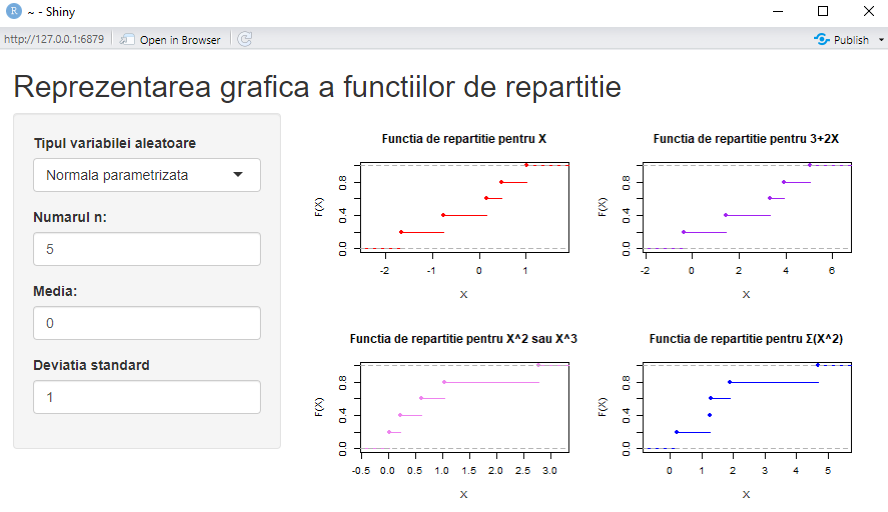 R ~ - Shiny
http://127.0.0.1:6879 Open in Browser Publish
Reprezentarea grafica a functiilor de repartitie
Tipul variabilei aleatoare
Normala parametrizata
Numarul n:
5
Media:
0
Deviatia standard
1
Functia de repartitie pentru X
F(X)
0.0 0.4 0.8
-2 -1 0 1
X
Functia de repartitie pentru 3+2X
F(X)
0.0 0.4 0.8
-2 0 2 4 6
X
Functia de repartitie pentru X^2 sau X^3
F(X)
0.0 0.4 0.8
-0.5 0.0 0.5 1.0 1.5 2.0 2.5 3.0
X
Functia de repartitie pentru Σ(X^2)
F(X)
0.0 0.4 0.8
0 1 2 3 4 5
X